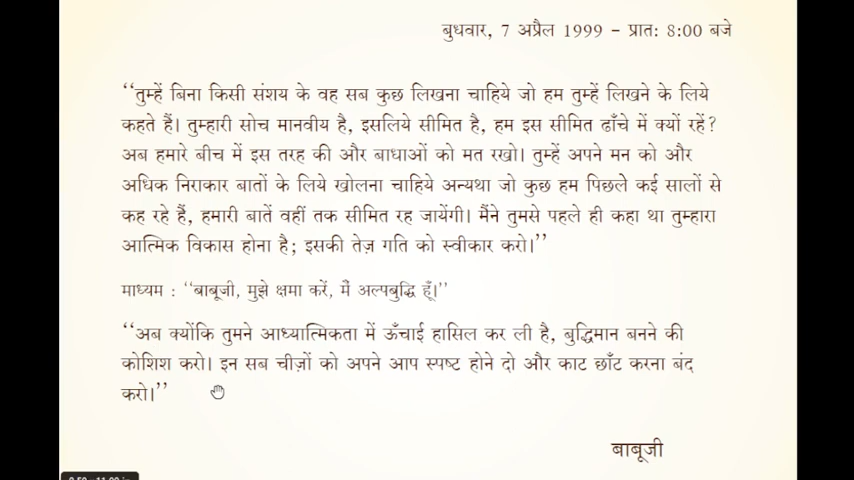 बुधवार, 7 अप्रैल 1999 – प्रात: 8:00 बजे
“तुम्हें बिना किसी संशय के वह सब कुछ लिखना चाहिये जो हम तुम्हें लिखने के लिये
कहते हैं। तुम्हारी सोच मानवीय है, इसलिये सीमित है, हम इस सीमित ढाँचे में क्यों रहें?
अब हमारे बीच में इस तरह की और बाधाओं को मत रखो। तुम्हें अपने मन को और
अधिक निराकार बातों के लिये खोलना चाहिये अन्यथा जो कुछ हम पिछले कई सालों से
कह रहे हैं, हमारी बातें वहीं तक सीमित रह जायेंगी। मैंने तुमसे पहले ही कहा था तुम्हारा
आत्मिक विकास होना है; इसकी तेज़ गति को स्वीकार करो।”
माध्यम : “बाबूजी, मुझे क्षमा करें, मैं अल्पबुद्धि हूँ।”
“अब क्योंकि तुमने आध्यात्मिकता में ऊँचाई हासिल कर ली है, बुद्धिमान बनने की
कोशिश करो। इन सब चीज़ों को अपने आप स्पष्ट होने दो और काट छाँट करना बंद
करो।”
बाबूजी